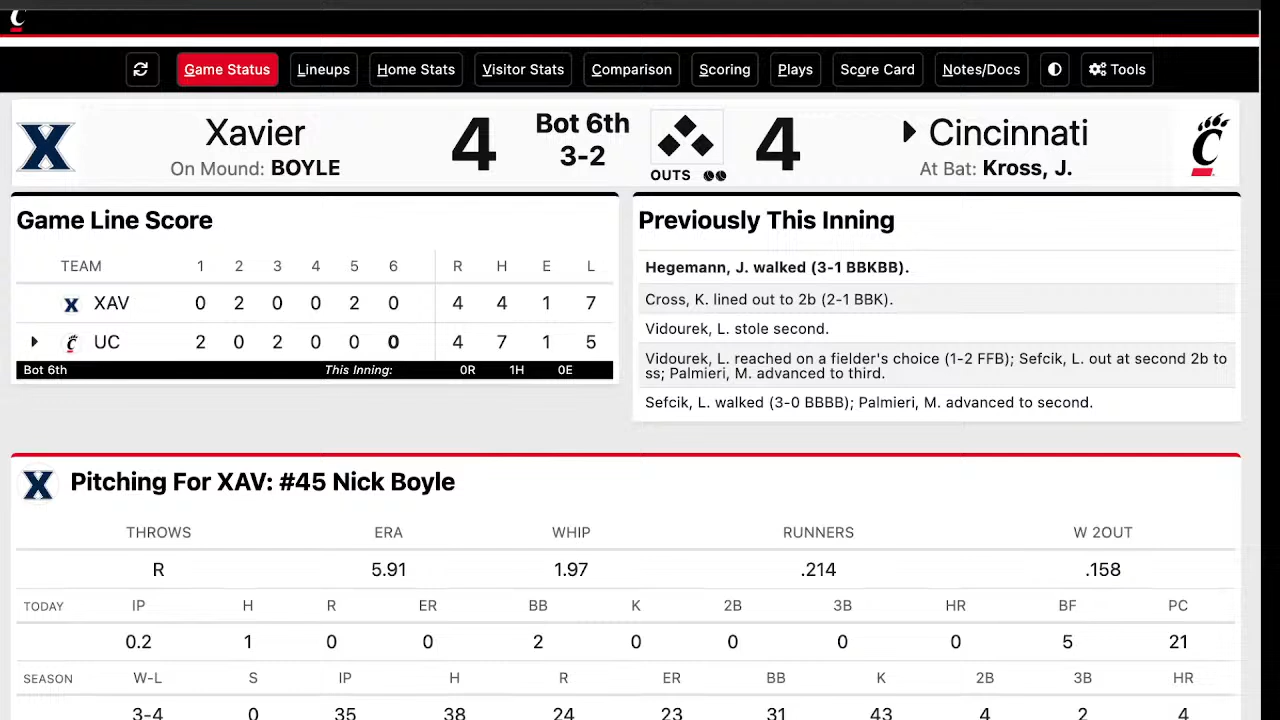 Game Status Lineups Home Stats Visitor Stats Comparison Scoring Plays Score Card Notes/Docs Tools
Xavier 4 Bot 6th 4 Cincinnati
On Mound: BOYLE 3-2 OUTS At Bat: Kross, J.
Game Line Score
TEAM 1 2 3 4 5 6 R H E L
XAV 0 2 0 0 2 0 4 4 1 7
UC 2 0 2 0 0 0 4 7 1 5
Bot 6th This Inning: 0R 1H 0E
Previously This Inning
Hegemann, J. walked (3-1 BBKBB).
Cross, K. lined out to 2b (2-1 BBK).
Vidourek, L. stole second.
Vidourek, L. reached on a fielder's choice (1-2 FFB); Sefcik, L. out at second 2b to
ss; Palmieri, M. advanced to third.
Sefcik, L. walked (3-0 BBBB); Palmieri, M. advanced to second.
Pitching For XAV: #45 Nick Boyle
THROWS ERA WHIP RUNNERS W 2OUT
R 5.91 1.97 .214 .158
TODAY IP H R ER BB K 2B 3B HR BF PC
0.2 1 0 0 2 0 0 0 0 5 21
SEASON W-L S IP H R ER BB K 2B 3B HR
3-4 0 35 38 24 23 31 43 4 2 4